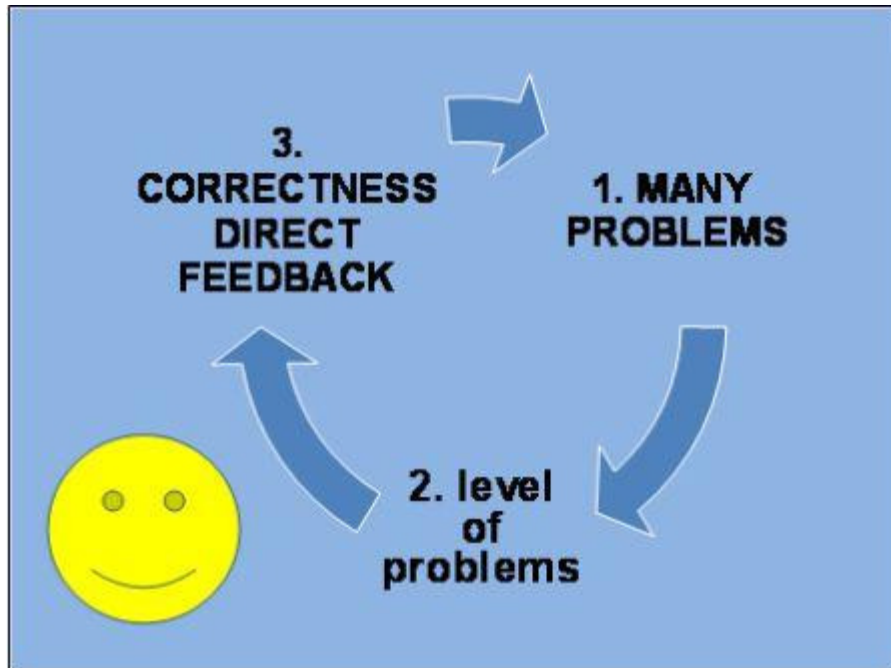 1. MANY
PROBLEMS
2. level
of
problems
3.
CORRECTNESS
DIRECT
FEEDBACK